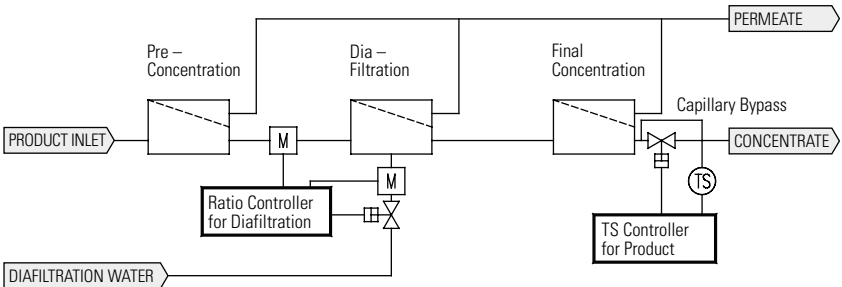 PERMEATE
Pre –
Concentration
Dia –
Filtration
Final
Concentration
Capillary Bypass
PRODUCT INLET
M
CONCENTRATE
M
TS
Ratio Controller
for Diafiltration
TS Controller
for Product
DIAFILTRATION WATER